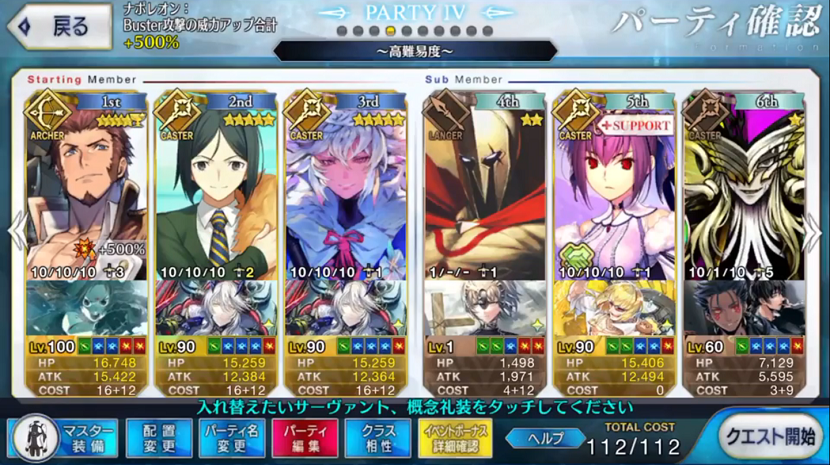 戻る
ナポレオン：
Buster攻撃の威力アップ合計
+500%
PARTY IV
～高難易度～
パーティ確認
Starting Member
Sub Member
1st
2nd
3rd
4th
5th
6th
ARCHER
CASTER
CASTER
LANCER
CASTER
CASTER
+SUPPORT
+500%
10/10/10 3
10/10/10 2
10/10/10 1
1/-/- 1
10/10/10 1
10/1/10 5
Lv.100
Lv.90
Lv.90
Lv.1
Lv.90
Lv.60
HP 16,748
HP 15,259
HP 15,259
HP 1,498
HP 15,406
HP 7,129
ATK 15,422
ATK 12,384
ATK 12,364
ATK 1,971
ATK 12,494
ATK 5,595
COST 16+12
COST 16+12
COST 16+12
COST 4+12
COST 0
COST 3+9
入れ替えたいサーヴァント、概念礼装をタッチしてください
マスター
装備
配置
変更
パーティ名
変更
パーティ
編集
クラス
相性
イベントボーナス
詳細確認
ヘルプ
TOTAL COST
112/112
クエスト開始